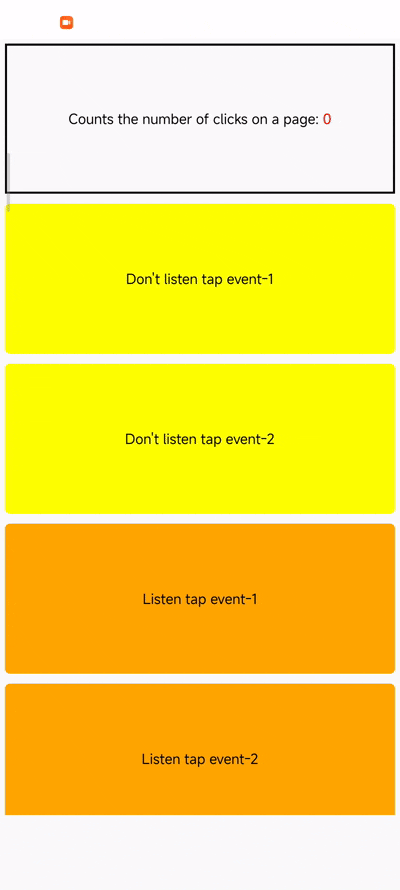 Counts the number of clicks on a page: 0
Don't listen tap event-1
Don't listen tap event-2
Listen tap event-1
Listen tap event-2